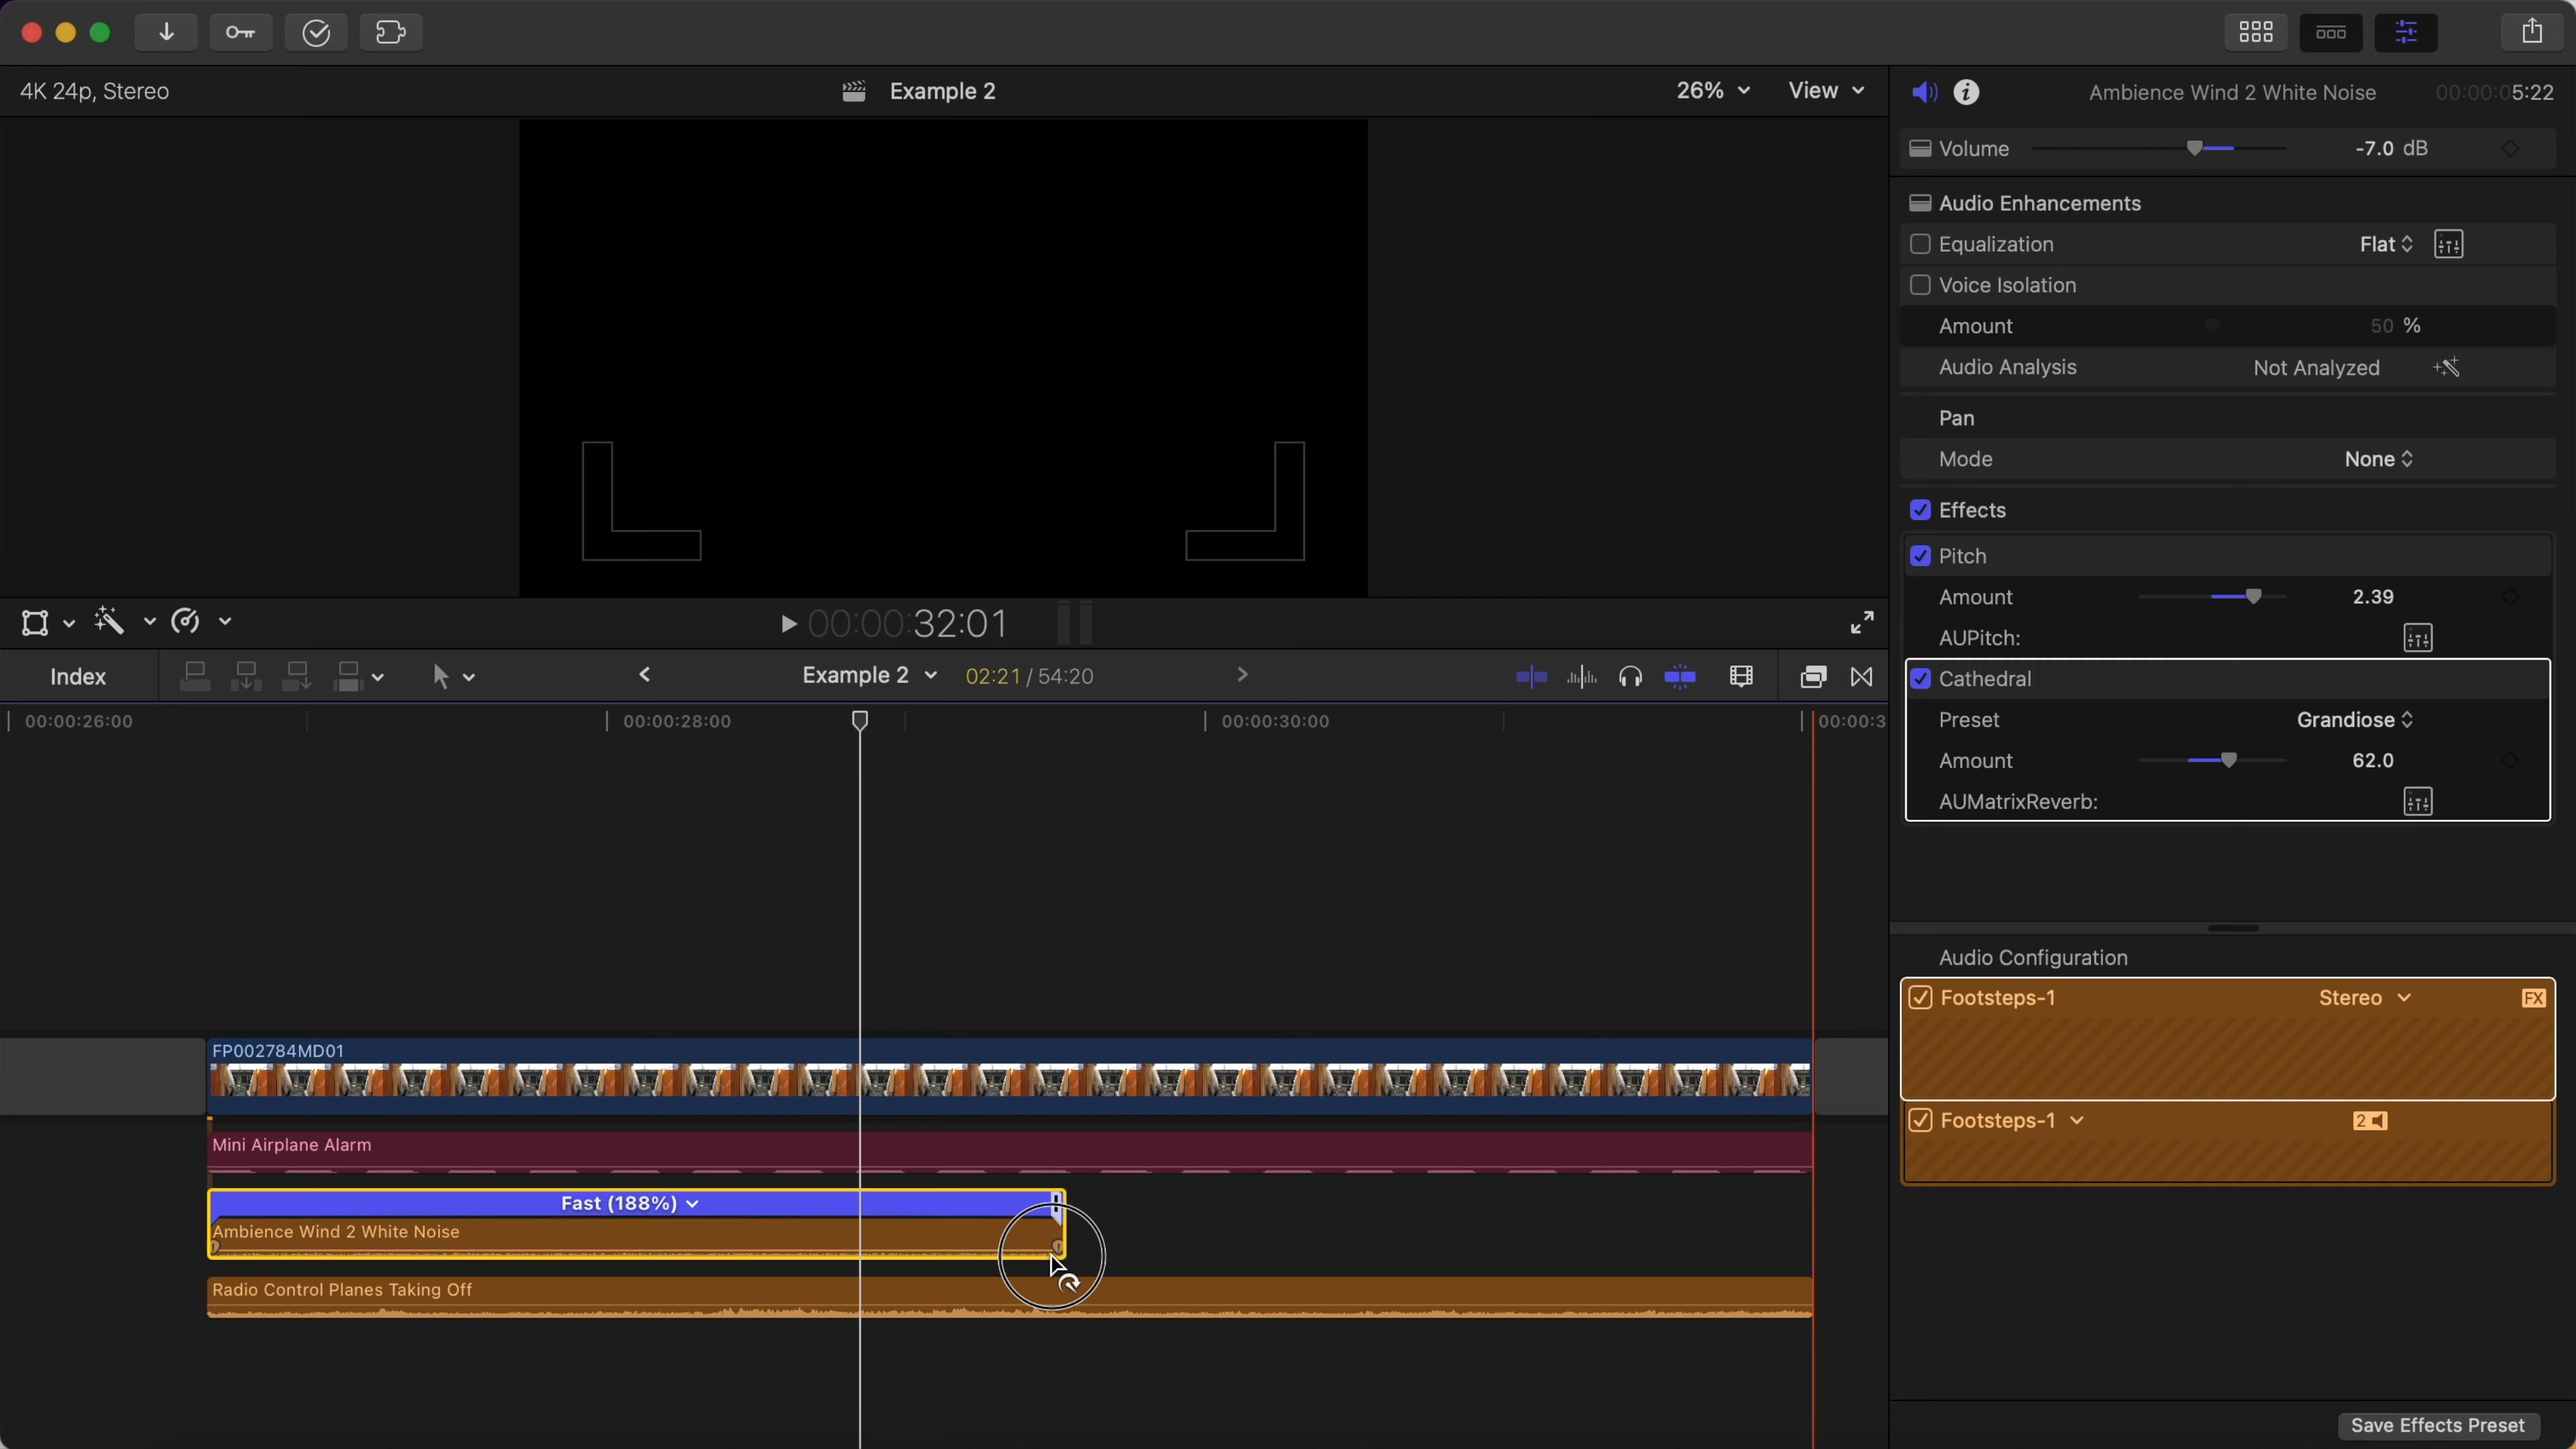 4K 24p, Stereo
Example 2
26%
View
Ambience Wind 2 White Noise
00:00:05:22
Volume
-7.0 dB
Audio Enhancements
Equalization
Flat
Voice Isolation
Amount
50 %
Audio Analysis
Not Analyzed
Pan
Mode
None
Effects
Pitch
Amount
2.39
AUPitch:
Cathedral
Preset
Grandiose
Amount
62.0
AUMatrixReverb:
00:00:32:01
Index
Example 2
02:21 / 54:20
00:00:26:00
00:00:28:00
00:00:30:00
00:00:3
FP002784MD01
Mini Airplane Alarm
Fast (188%)
Ambience Wind 2 White Noise
Radio Control Planes Taking Off
Audio Configuration
Footsteps-1
Stereo
FX
Footsteps-1
2
Save Effects Preset